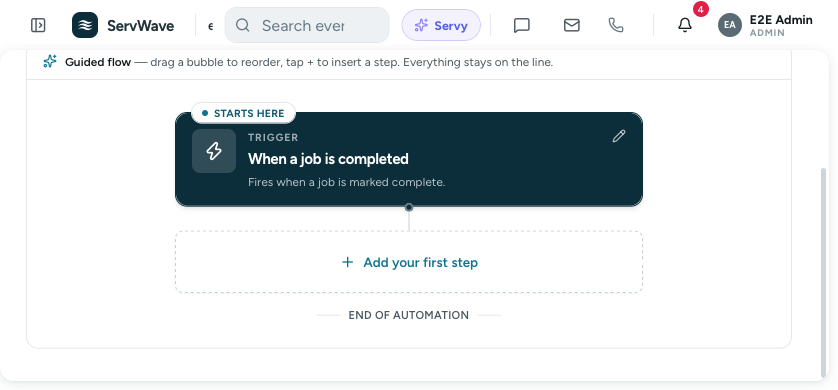 ServWave
Search ever
Servy
4
EA
E2E Admin
ADMIN
Guided flow — drag a bubble to reorder, tap + to insert a step. Everything stays on the line.
STARTS HERE
TRIGGER
When a job is completed
Fires when a job is marked complete.
+ Add your first step
END OF AUTOMATION